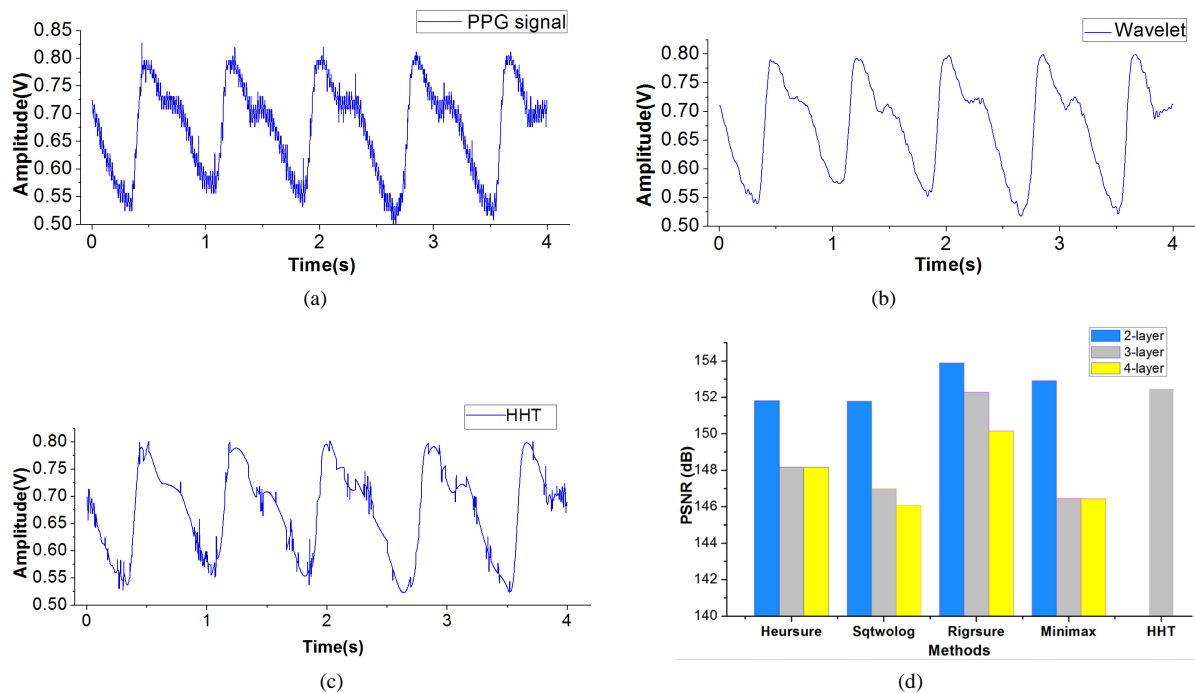 PPG signal
0.85
0.80
0.75
0.70
0.65
0.60
0.55
0.50
Amplitude(V)
0 1 2 3 4
Time(s)
(a)
Wavelet
0.80
0.75
0.70
0.65
0.60
0.55
0.50
Amplitude(V)
0 1 2 3 4
Time(s)
(b)
HHT
0.80
0.75
0.70
0.65
0.60
0.55
0.50
Amplitude(V)
0 1 2 3 4
Time(s)
(c)
2-layer
3-layer
4-layer
154
152
150
148
146
144
142
140
PSNR (dB)
Heursure Sqtwolog Rigrsure Minimax HHT
Methods
(d)